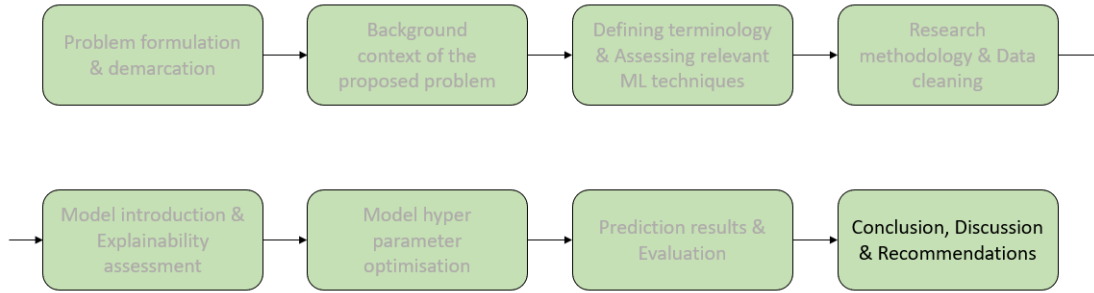 Problem formulation
& demarcation
Background
context of the
proposed problem
Defining terminology
& Assessing relevant
ML techniques
Research
methodology & Data
cleaning
Model introduction &
Explainability
assessment
Model hyper
parameter
optimisation
Prediction results &
Evaluation
Conclusion, Discussion
& Recommendations